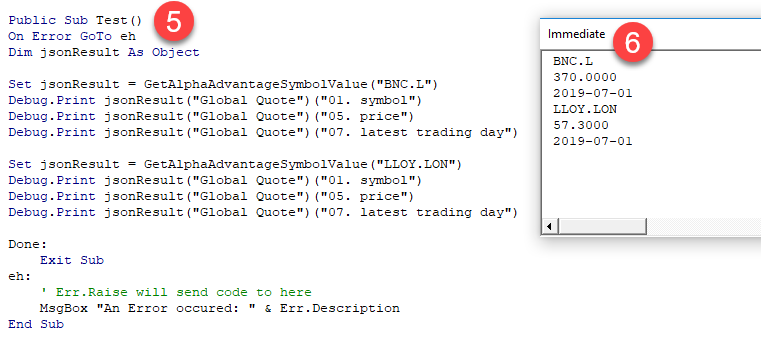 Public Sub Test()
5
On Error GoTo eh
Dim jsonResult As Object
Set jsonResult = GetAlphaAdvantageSymbolValue("BNC.L")
Debug.Print jsonResult("Global Quote")("01. symbol")
Debug.Print jsonResult("Global Quote")("05. price")
Debug.Print jsonResult("Global Quote")("07. latest trading day")
Set jsonResult = GetAlphaAdvantageSymbolValue("LLOY.LON")
Debug.Print jsonResult("Global Quote")("01. symbol")
Debug.Print jsonResult("Global Quote")("05. price")
Debug.Print jsonResult("Global Quote")("07. latest trading day")
Done:
Exit Sub
eh:
' Err.Raise will send code to here
MsgBox "An Error occured: " & Err.Description
End Sub
Immediate
6
BNC.L
370.0000
2019-07-01
LLOY.LON
57.3000
2019-07-01